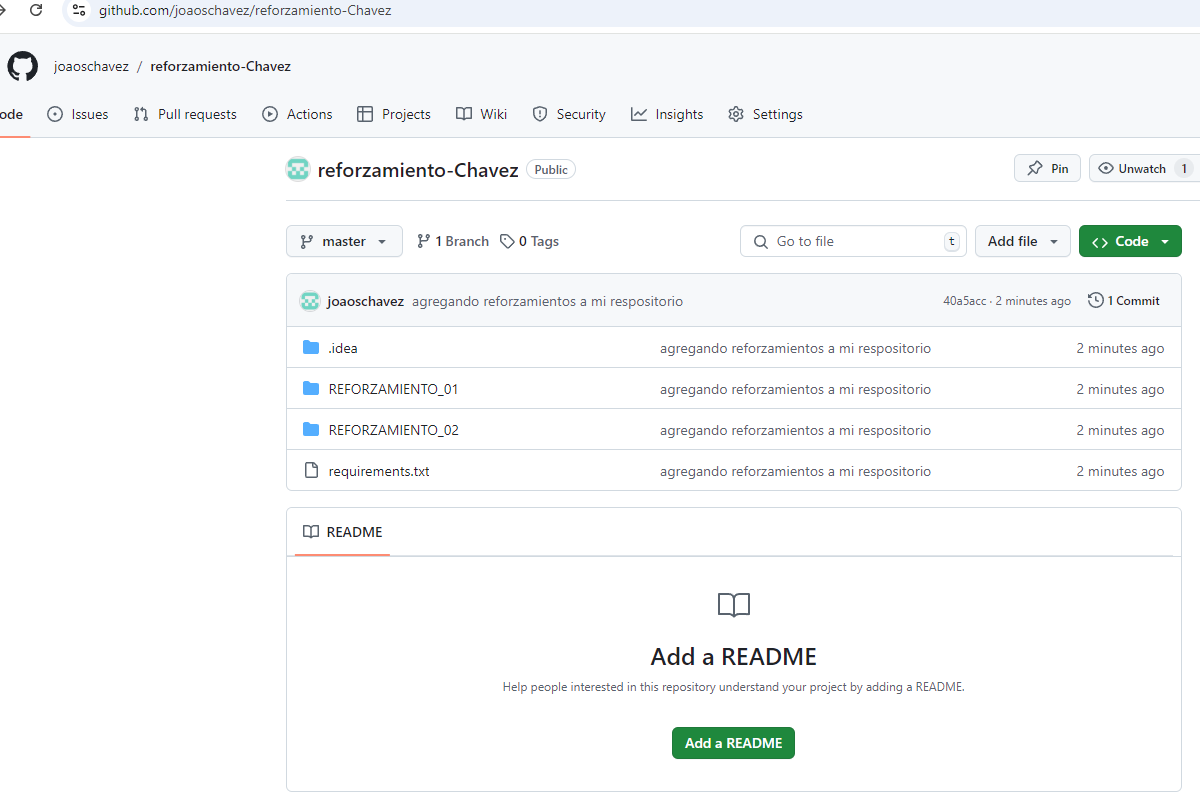 github.com/joaoschavez/reforzamiento-Chavez
joaoschavez / reforzamiento-Chavez
ode Issues Pull requests Actions Projects Wiki Security Insights Settings
reforzamiento-Chavez Public Pin Unwatch 1
master 1 Branch 0 Tags Go to file t Add file <> Code
joaoschavez agregando reforzamientos a mi respositorio 40a5acc · 2 minutes ago 1 Commit
.idea agregando reforzamientos a mi respositorio 2 minutes ago
REFORZAMIENTO_01 agregando reforzamientos a mi respositorio 2 minutes ago
REFORZAMIENTO_02 agregando reforzamientos a mi respositorio 2 minutes ago
requirements.txt agregando reforzamientos a mi respositorio 2 minutes ago
README
Add a README
Help people interested in this repository understand your project by adding a README.
Add a README